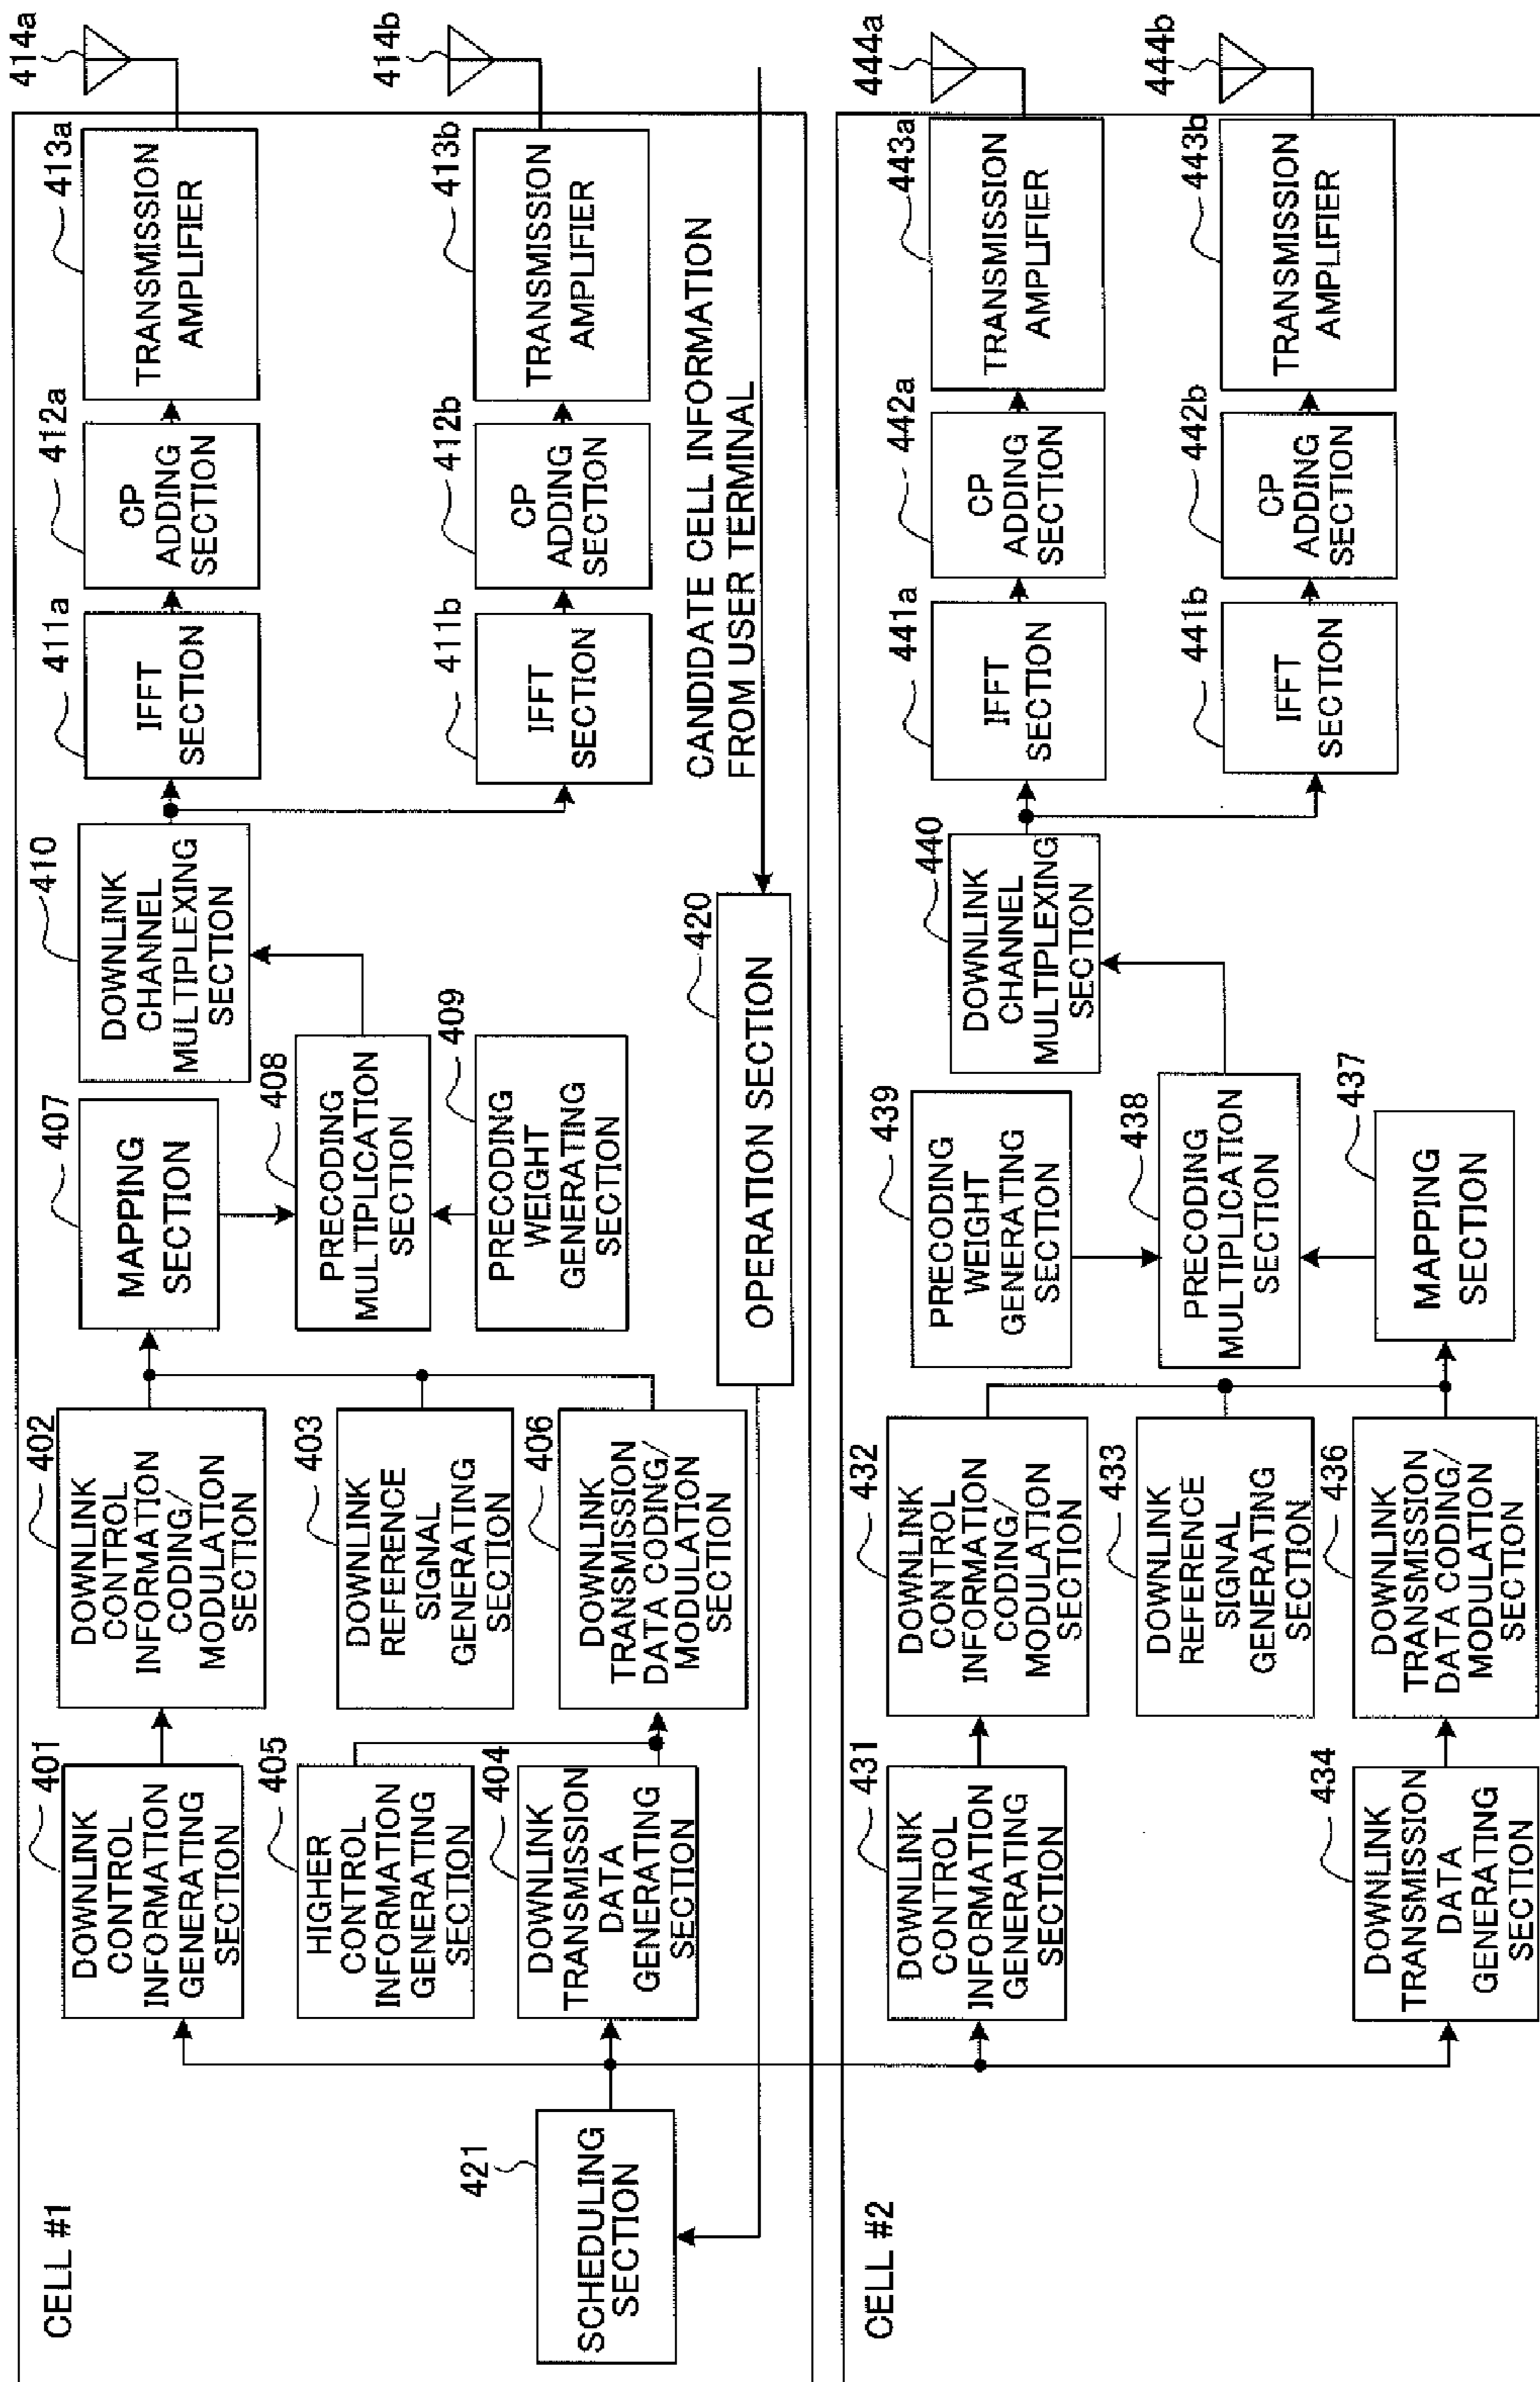 CELL #1
421
SCHEDULING
SECTION
401
DOWNLINK
CONTROL
INFORMATION
GENERATING
SECTION
405
HIGHER
CONTROL
INFORMATION
GENERATING
SECTION
404
DOWNLINK
TRANSMISSION
DATA
GENERATING
SECTION
402
DOWNLINK
CONTROL
INFORMATION
CODING/
MODULATION
SECTION
403
DOWNLINK
REFERENCE
SIGNAL
GENERATING
SECTION
406
DOWNLINK
TRANSMISSION
DATA CODING/
MODULATION
SECTION
407
MAPPING
SECTION
408
PRECODING
MULTIPLICATION
SECTION
409
PRECODING
WEIGHT
GENERATING
SECTION
410
DOWNLINK
CHANNEL
MULTIPLEXING
SECTION
420
OPERATION SECTION
411a
IFFT
SECTION
412a
CP
ADDING
SECTION
413a
TRANSMISSION
AMPLIFIER
414a
411b
IFFT
SECTION
412b
CP
ADDING
SECTION
413b
TRANSMISSION
AMPLIFIER
414b
CANDIDATE CELL INFORMATION
FROM USER TERMINAL
CELL #2
431
DOWNLINK
CONTROL
INFORMATION
GENERATING
SECTION
434
DOWNLINK
TRANSMISSION
DATA
GENERATING
SECTION
432
DOWNLINK
CONTROL
INFORMATION
CODING/
MODULATION
SECTION
433
DOWNLINK
REFERENCE
SIGNAL
GENERATING
SECTION
436
DOWNLINK
TRANSMISSION
DATA CODING/
MODULATION
SECTION
439
PRECODING
WEIGHT
GENERATING
SECTION
438
PRECODING
MULTIPLICATION
SECTION
437
MAPPING
SECTION
440
DOWNLINK
CHANNEL
MULTIPLEXING
SECTION
441a
IFFT
SECTION
442a
CP
ADDING
SECTION
443a
TRANSMISSION
AMPLIFIER
444a
441b
IFFT
SECTION
442b
CP
ADDING
SECTION
443b
TRANSMISSION
AMPLIFIER
444b